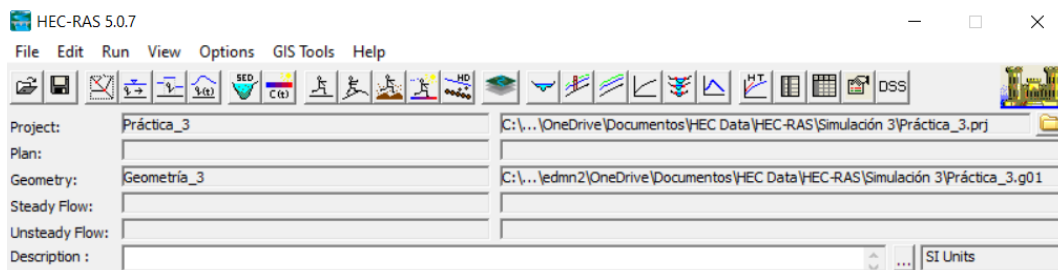 HEC-RAS 5.0.7
File Edit Run View Options GIS Tools Help
SED C(t) HD HT DSS
Project: Práctica_3 C:\...\OneDrive\Documentos\HEC Data\HEC-RAS\Simulación 3\Práctica_3.prj
Plan:
Geometry: Geometría_3 C:\...\edmn2\OneDrive\Documentos\HEC Data\HEC-RAS\Simulación 3\Práctica_3.g01
Steady Flow:
Unsteady Flow:
Description : ... SI Units